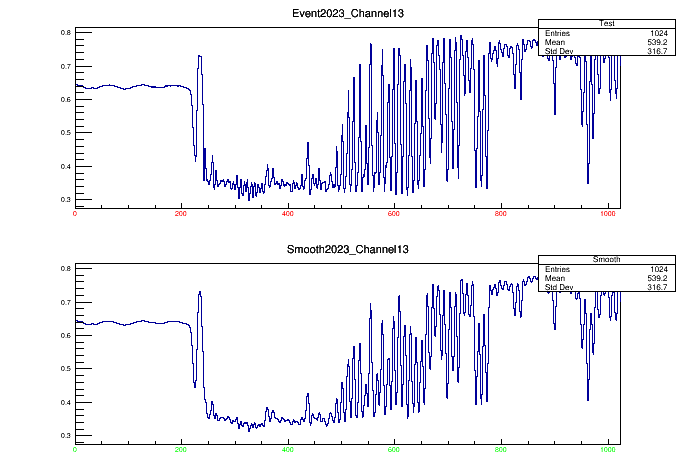 Event2023_Channel13
Test
Entries 1024
Mean 539.2
Std Dev 316.7
0.8
0.7
0.6
0.5
0.4
0.3
0 200 400 600 800 1000
Smooth2023_Channel13
Smooth
Entries 1024
Mean 539.2
Std Dev 316.7
0.8
0.7
0.6
0.5
0.4
0.3
0 200 400 600 800 1000